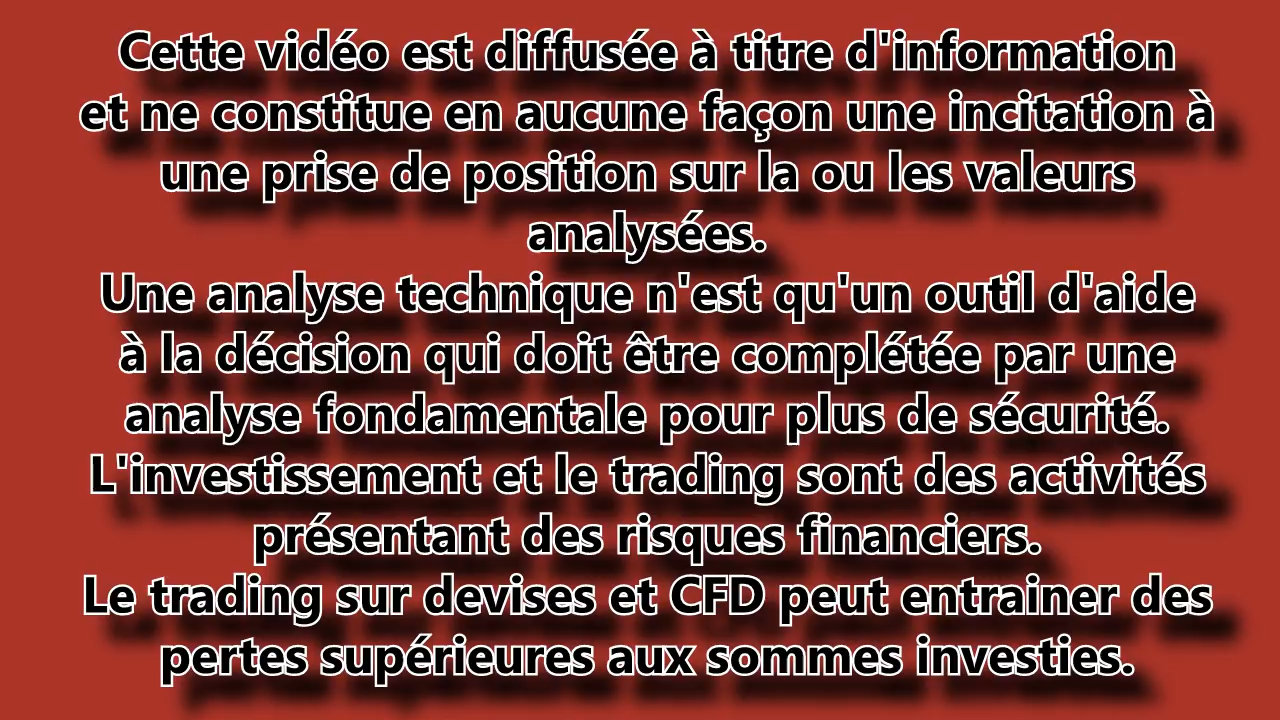 Cette vidéo est diffusée à titre d'information
et ne constitue en aucune façon une incitation à
une prise de position sur la ou les valeurs
analysées.
Une analyse technique n'est qu'un outil d'aide
à la décision qui doit être complétée par une
analyse fondamentale pour plus de sécurité.
L'investissement et le trading sont des activités
présentant des risques financiers.
Le trading sur devises et CFD peut entrainer des
pertes supérieures aux sommes investies.